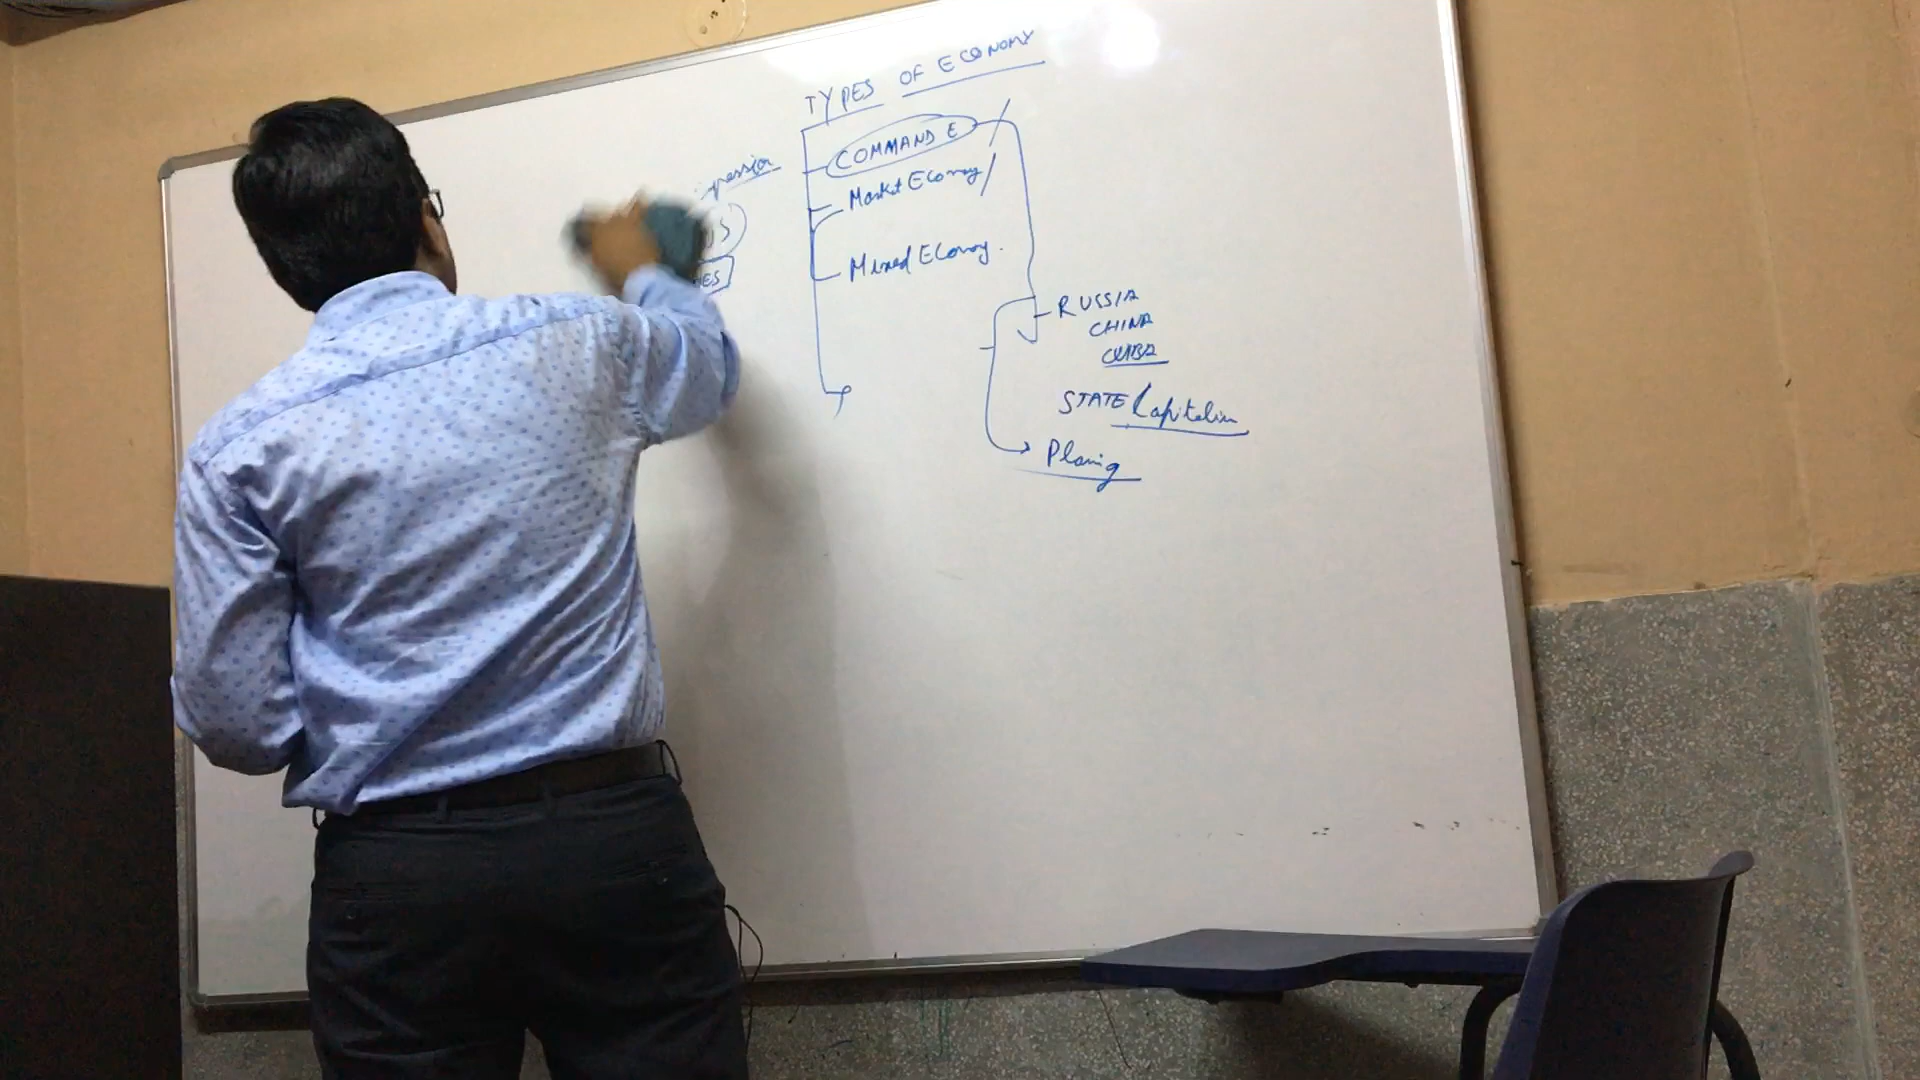 TYPES OF ECONOMY
COMMAND E
Market Economy
Mixed Economy.
RUSSIA
CHINA
CUBA
STATE Capitalism
Planing